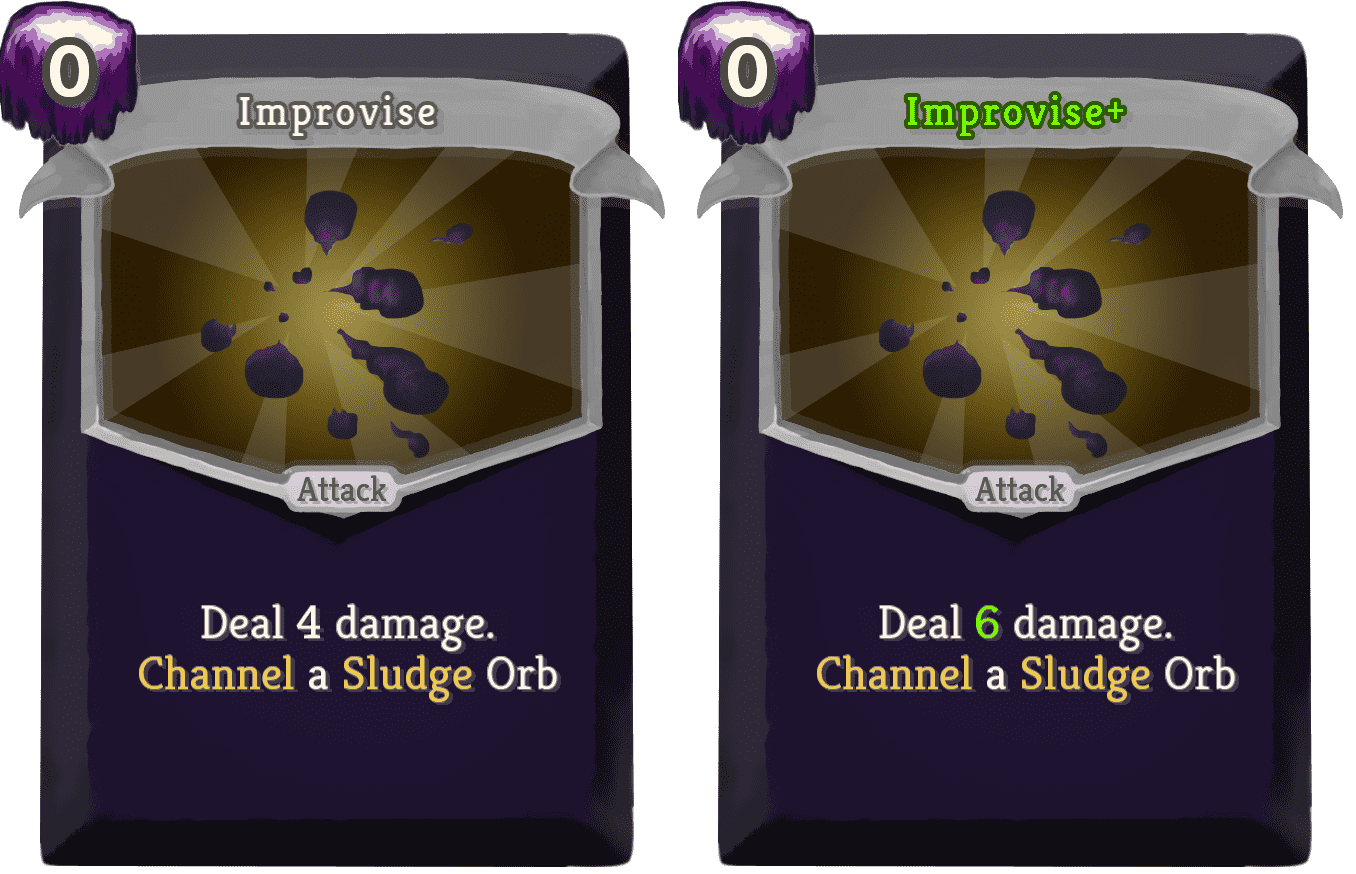 0
Improvise
Attack
Deal 4 damage.
Channel a Sludge Orb
0
Improvise+
Attack
Deal 6 damage.
Channel a Sludge Orb